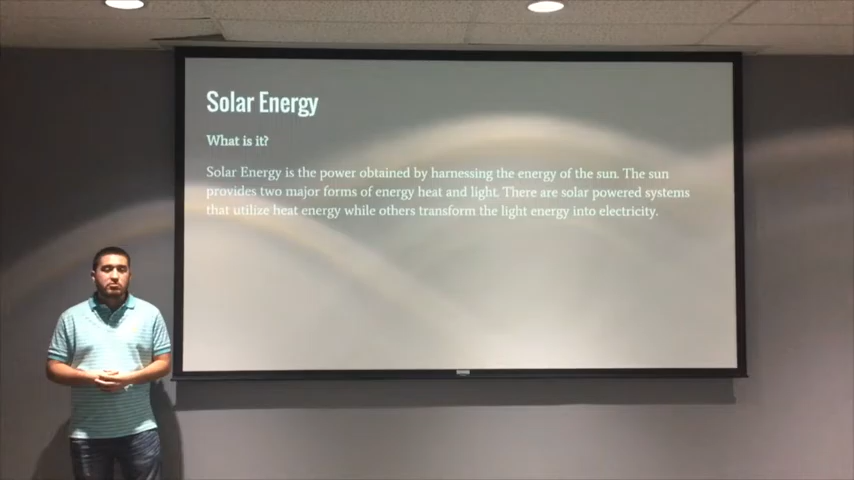 Solar Energy
What is it?
Solar Energy is the power obtained by harnessing the energy of the sun. The sun
provides two major forms of energy heat and light. There are solar powered systems
that utilize heat energy while others transform the light energy into electricity.